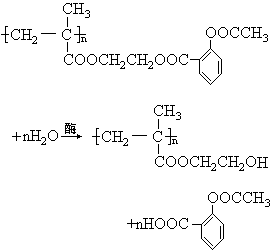 CH₃
OOCCH₃
-[-CH₂-C-]-n
COOCH₂CH₂OOC
+nH₂O 酶→ -[-CH₂-C-]-n
CH₃
COOCH₂CH₂OH
OOCCH₃
+nHOOC